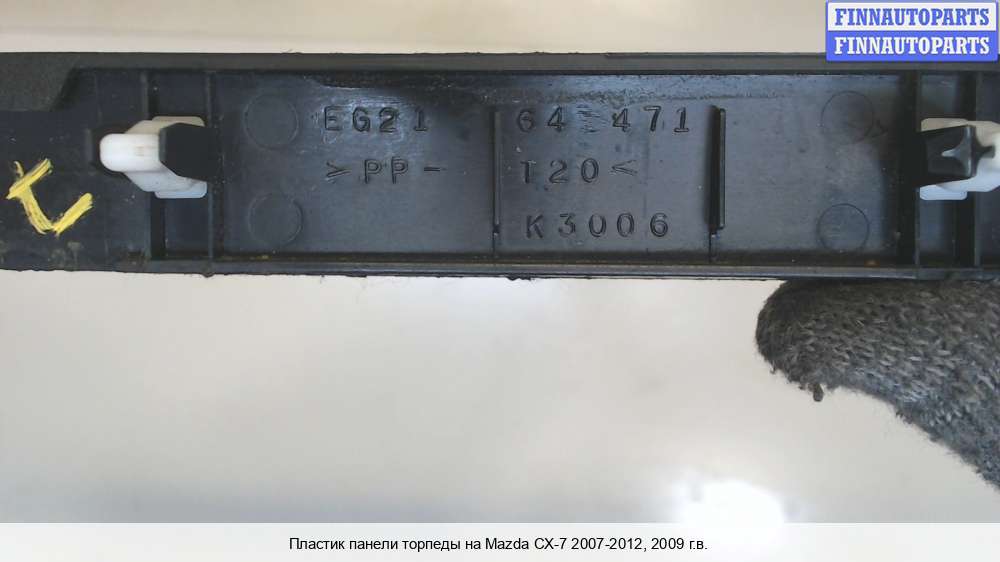 FINNAUTOPARTS
FINNAUTOPARTS
EG21 64 471
>PP- T20<
K3006
Пластик панели торпеды на Mazda CX-7 2007-2012, 2009 г.в.